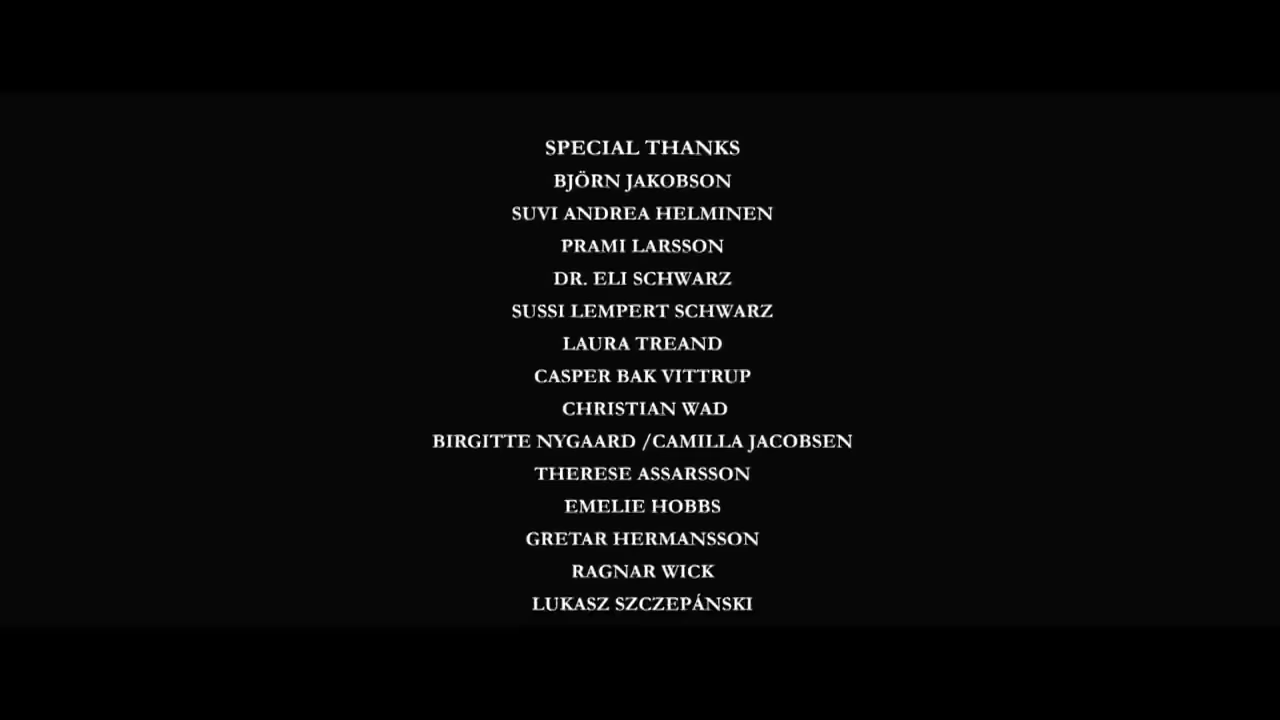 SPECIAL THANKS
BJÖRN JAKOBSON
SUVI ANDREA HELMINEN
PRAMI LARSSON
DR. ELI SCHWARZ
SUSSI LEMPERT SCHWARZ
LAURA TREAND
CASPER BAK VITTRUP
CHRISTIAN WAD
BIRGITTE NYGAARD /CAMILLA JACOBSEN
THERESE ASSARSSON
EMELIE HOBBS
GRETAR HERMANSSON
RAGNAR WICK
LUKASZ SZCZEPÁNSKI